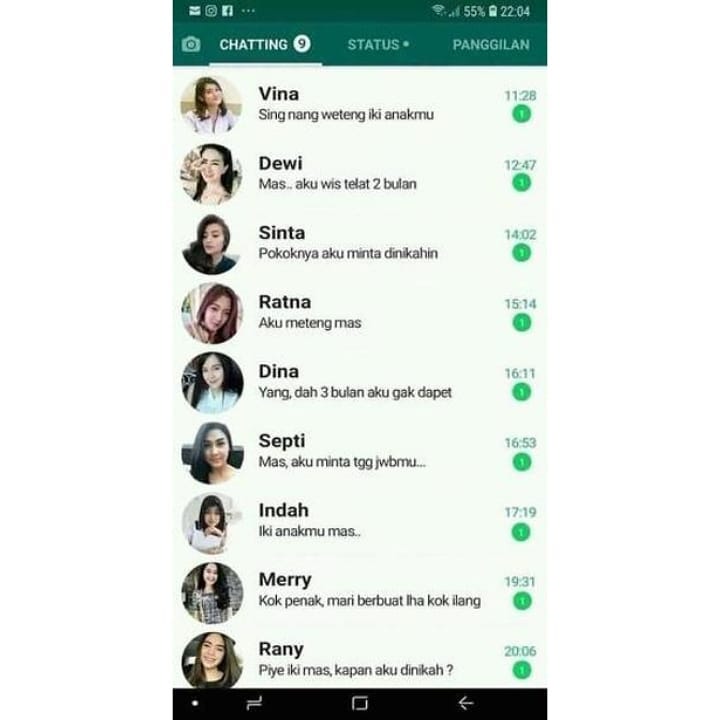 55% 22:04
CHATTING 9 STATUS PANGGILAN
Vina 11:28
Sing nang weteng iki anakmu 1
Dewi 12:47
Mas.. aku wis telat 2 bulan 1
Sinta 14:02
Pokoknya aku minta dinikahin 1
Ratna 15:14
Aku meteng mas 1
Dina 16:11
Yang, dah 3 bulan aku gak dapet 1
Septi 16:53
Mas, aku minta tgg jwbmu... 1
Indah 17:19
Iki anakmu mas.. 1
Merry 19:31
Kok penak, mari berbuat lha kok ilang 1
Rany 20:06
Piye iki mas, kapan aku dinikah ? 1